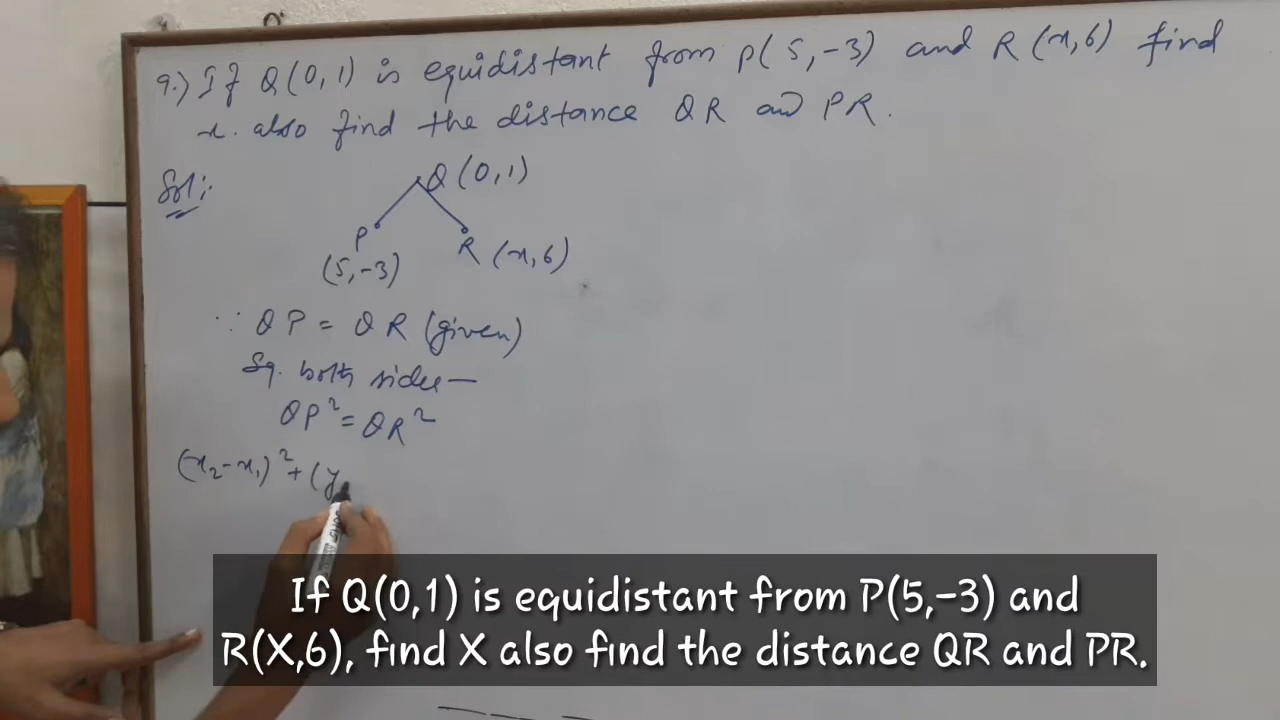 9.) If Q(0,1) is equidistant from P(5,-3) and R(x,6) find
x. also find the distance QR and PR.
Sol:
Q(0,1)
P
R (x,6)
(5,-3)
∵ QP = QR (given)
Sq. both sides—
QP² = QR²
(x₂-x₁)² + (y
If Q(0,1) is equidistant from P(5,-3) and
R(X,6), find X also find the distance QR and PR.